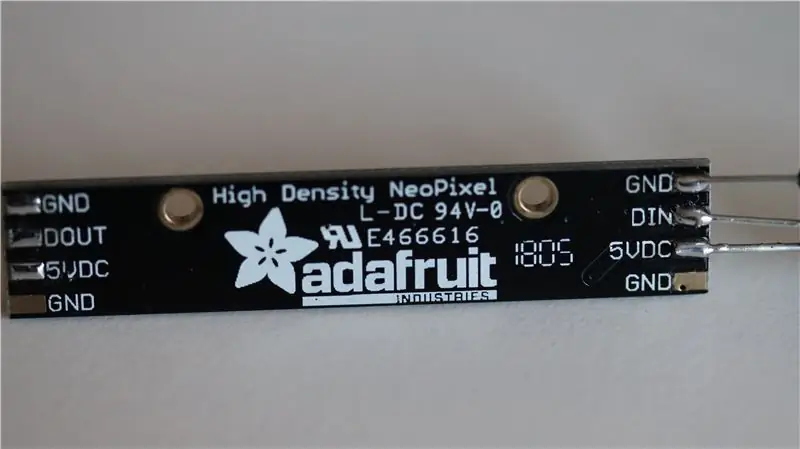 GND
DOUT
5VDC
GND
High Density NeoPixel
L-DC 94V-0
E466616
adafruit
INDUSTRIES
1805
GND
DIN
5VDC
GND